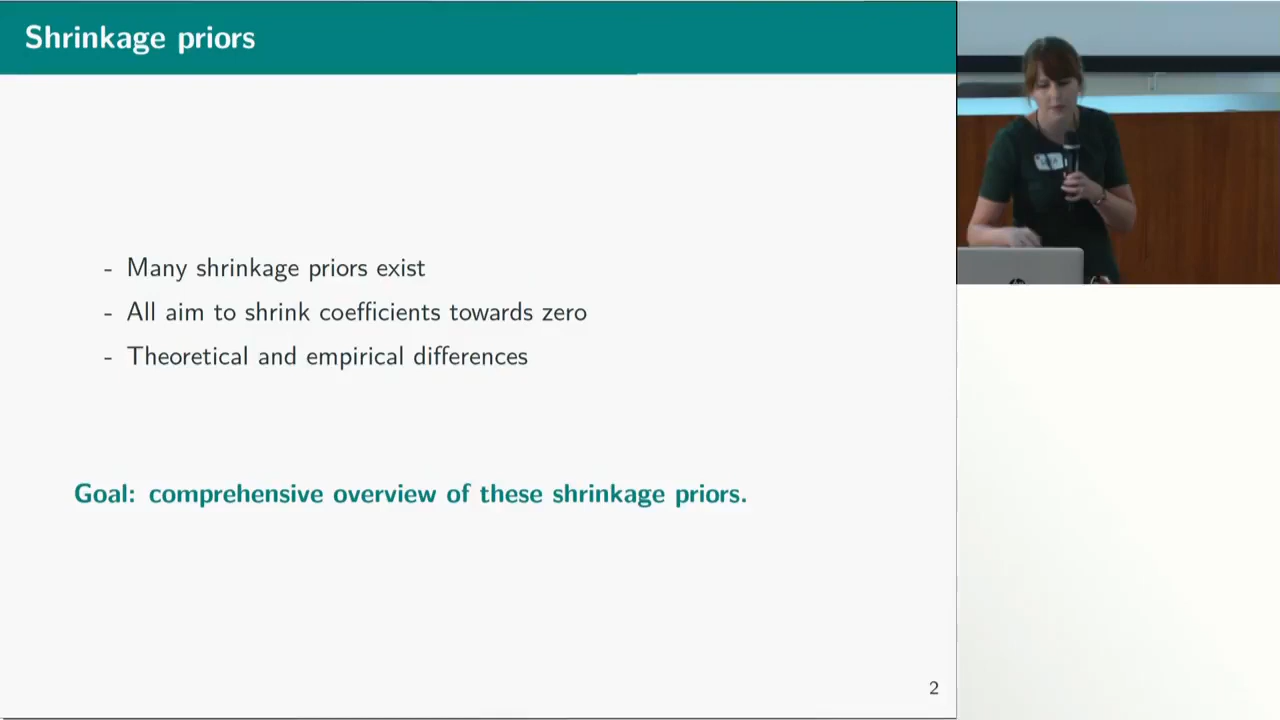 Shrinkage priors
- Many shrinkage priors exist
- All aim to shrink coefficients towards zero
- Theoretical and empirical differences
Goal: comprehensive overview of these shrinkage priors.
2